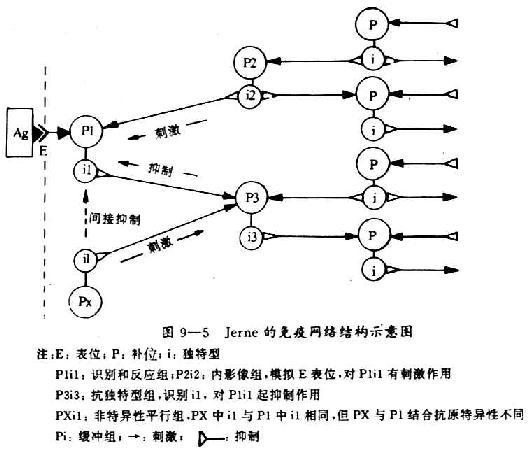 P
i
P2
i2
P
i
Ag
E
P1
i1
刺激
抑制
P
i
P3
i3
间接抑制
刺激
P
i
i1
Px
图 9—5 Jerne 的免疫网络结构示意图
注:E: 表位; P: 补位; i: 独特型
P1i1: 识别和反应组; P2i2: 内影像组, 模拟 E 表位, 对 P1i1 有刺激作用
P3i3: 抗独特型组, 识别 i1, 对 P1i1 起抑制作用
PXi1: 非特异性平行组, PX 中 i1 与 P1 中 i1 相同, 但 PX 与 P1 结合抗原特异性不同
Pi: 缓冲组; →: 刺激; : 抑制